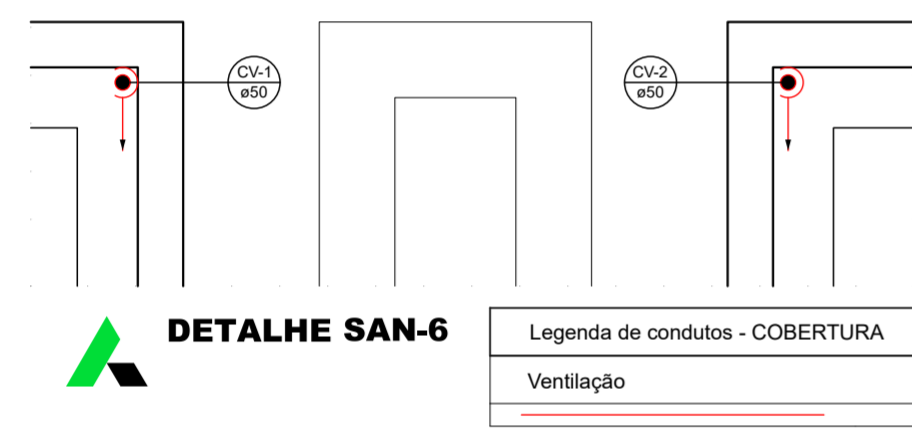 CV-1
ø50
CV-2
ø50
DETALHE SAN-6
Legenda de condutos - COBERTURA
Ventilação